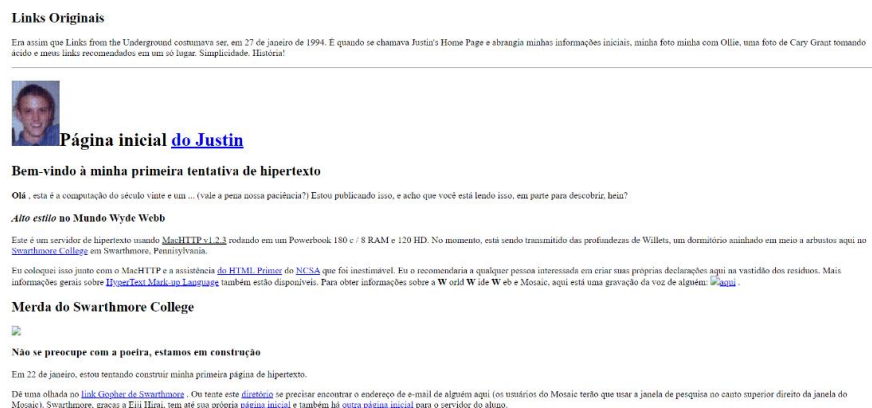 Links Originais
Era assim que Links from the Underground costumava ser, em 27 de janeiro de 1994. É quando se chamava Justin's Home Page e abrangia minhas informações iniciais, minha foto minha com Ollie, uma foto de Cary Grant tomando
ácido e meus links recomendados em um só lugar. Simplicidade. História!
Página inicial do Justin
Bem-vindo à minha primeira tentativa de hipertexto
Olá , esta é a computação do século vinte e um ... (vale a pena nossa paciência?) Estou publicando isso, e acho que você está lendo isso, em parte para descobrir, hein?
Alto estilo no Mundo Wyde Webb
Este é um servidor de hipertexto usando MacHTTP v1.2.3 rodando em um Powerbook 180 c / 8 RAM e 120 HD. No momento, está sendo transmitido das profundezas de Willets, um dormitório aninhado em meio a arbustos aqui no
Swarthmore College em Swarthmore, Pennsylvania.
Eu coloquei isso junto com o MacHTTP e a assistência do HTML Primer do NCSA que foi inestimável. Eu o recomendaria a qualquer pessoa interessada em criar suas próprias declarações aqui na vastidão dos resíduos. Mais
informações gerais sobre HyperText Mark-up Language também estão disponíveis. Para obter informações sobre a W orld W ide W eb e Mosaic, aqui está uma gravação da voz de alguém: aqui .
Merda do Swarthmore College
Não se preocupe com a poeira, estamos em construção
Em 22 de janeiro, estou tentando construir minha primeira página de hipertexto.
Dê uma olhada no link Gopher de Swarthmore . Ou tente este diretório se precisar encontrar o endereço de e-mail de alguém aqui (os usuários do Mosaic terão que usar a janela de pesquisa no canto superior direito da janela do
Mosaic). Swarthmore, graças a Eiji Hirai, tem até sua própria página inicial e também há outra página inicial para o servidor do aluno.